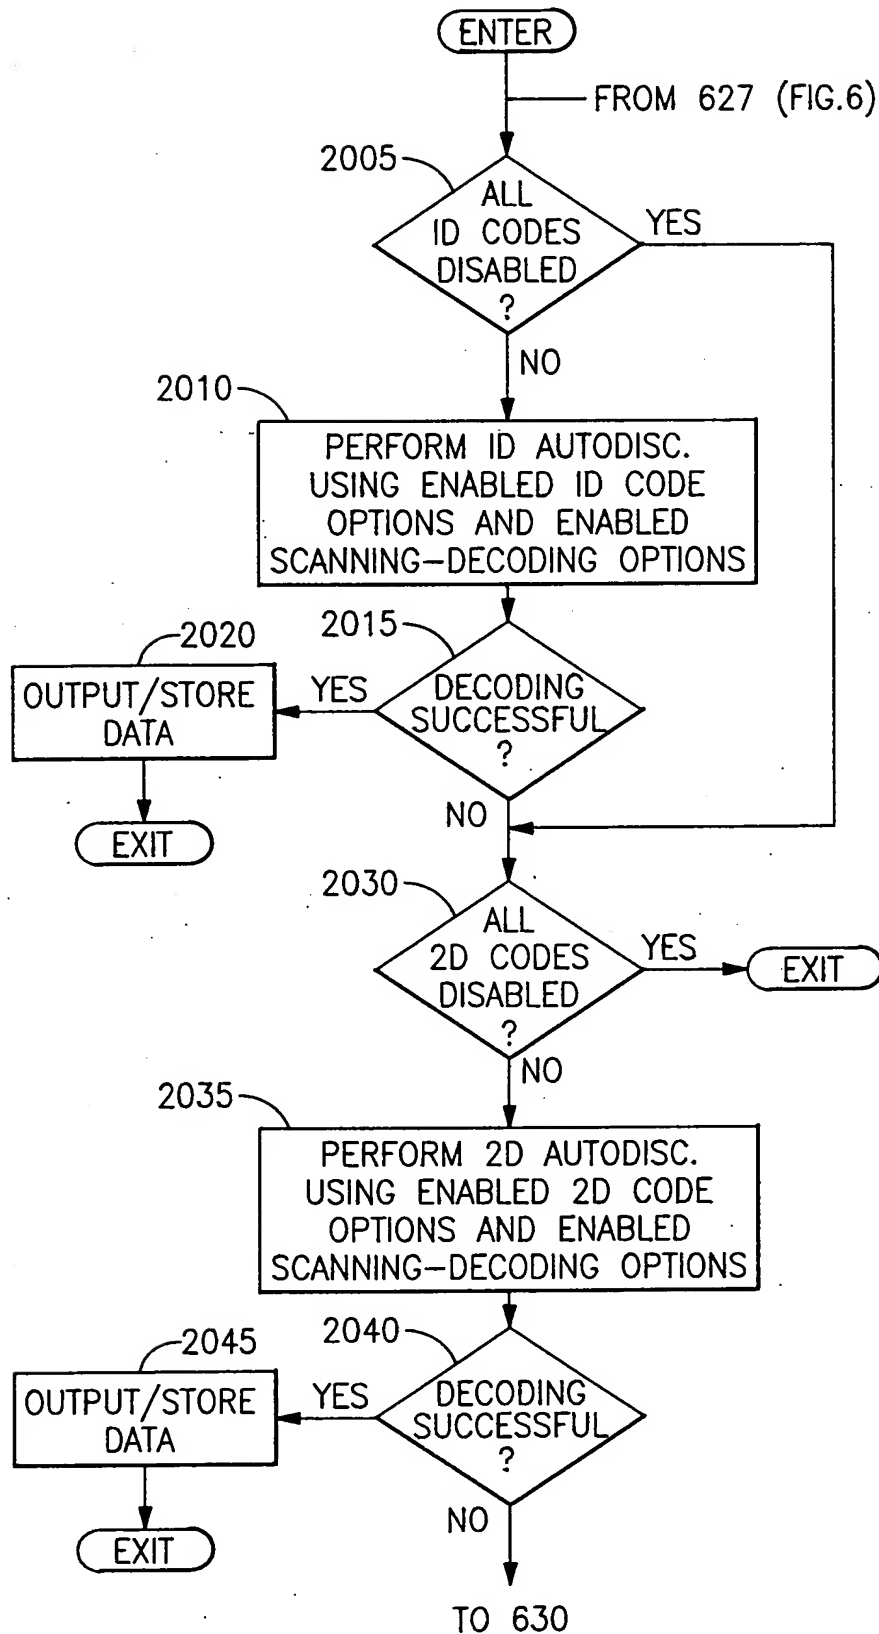 ENTER
FROM 627 (FIG.6)
2005
ALL
1D CODES
DISABLED
?
YES
NO
2010
PERFORM 1D AUTODISC.
USING ENABLED 1D CODE
OPTIONS AND ENABLED
SCANNING-DECODING OPTIONS
2015
DECODING
SUCCESSFUL
?
YES
2020
OUTPUT/STORE
DATA
EXIT
NO
2030
ALL
2D CODES
DISABLED
?
YES
EXIT
NO
2035
PERFORM 2D AUTODISC.
USING ENABLED 2D CODE
OPTIONS AND ENABLED
SCANNING-DECODING OPTIONS
2040
DECODING
SUCCESSFUL
?
YES
2045
OUTPUT/STORE
DATA
EXIT
NO
TO 630